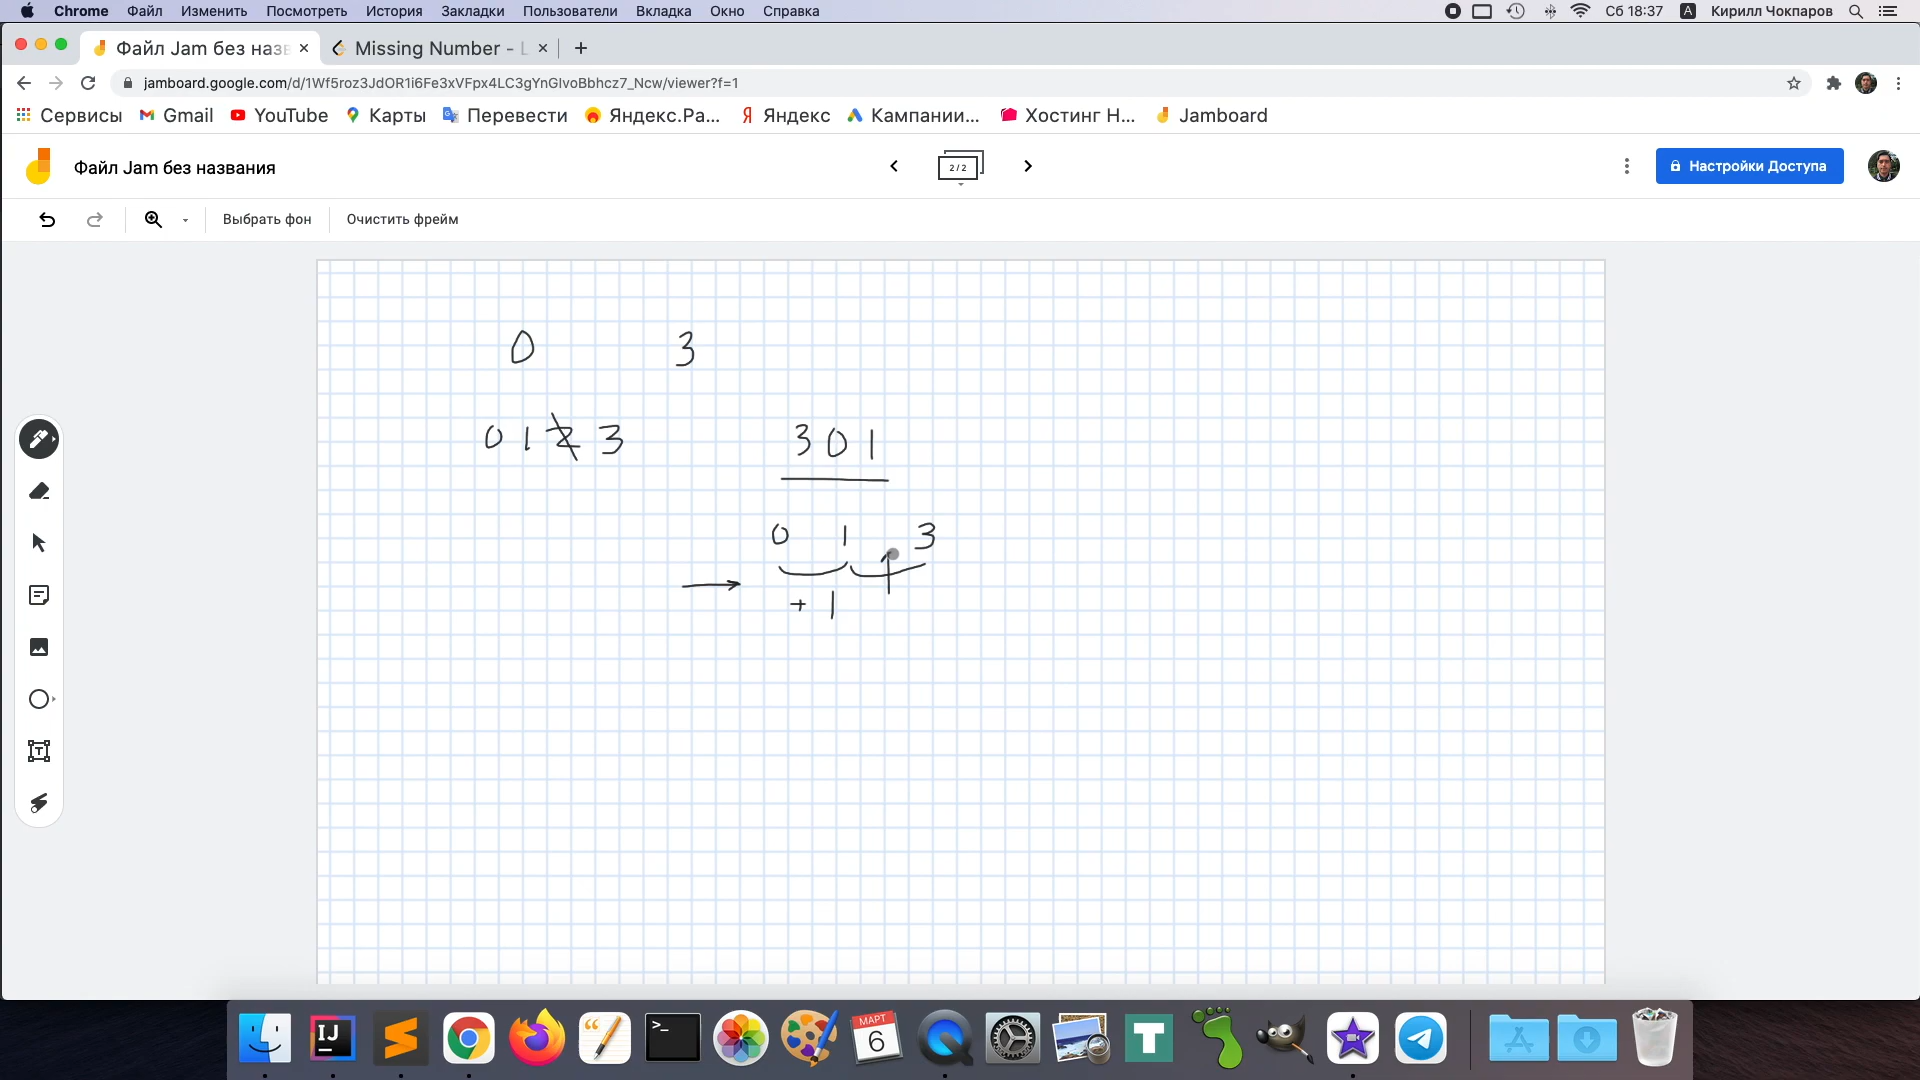 Chrome Файл Изменить Посмотреть История Закладки Пользователи Вкладка Окно Справка Сб 18:37 A Кирилл Чокпаров
Файл Jam без назв Missing Number - L
jamboard.google.com/d/1Wf5roz3JdOR1i6Fe3xVFpx4LC3gYnGlvoBbhcz7_Ncw/viewer?f=1
Сервисы Gmail YouTube Карты Перевести Яндекс.Ра... Яндекс Кампании... Хостинг Н... Jamboard
Файл Jam без названия 2 / 2 Настройки Доступа
Выбрать фон Очистить фрейм
0 3
0 1 2 3 3 0 1
0 1 3
+ 1
T
IJ >_ МАРТ 6 T